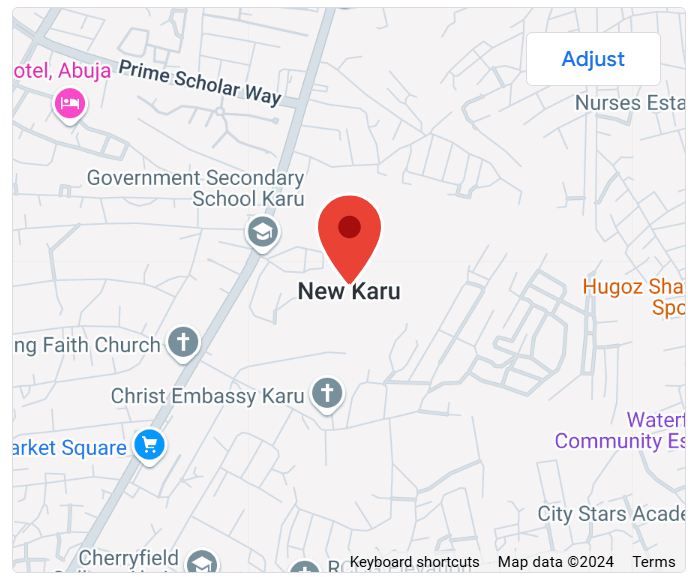 otel, Abuja
Prime Scholar Way
Adjust
Nurses Esta
Government Secondary
School Karu
New Karu
Hugoz Sha
Spo
ng Faith Church
Christ Embassy Karu
Waterf
Community Es
arket Square
City Stars Acade
Cherryfield
Keyboard shortcuts
Map data ©2024
Terms